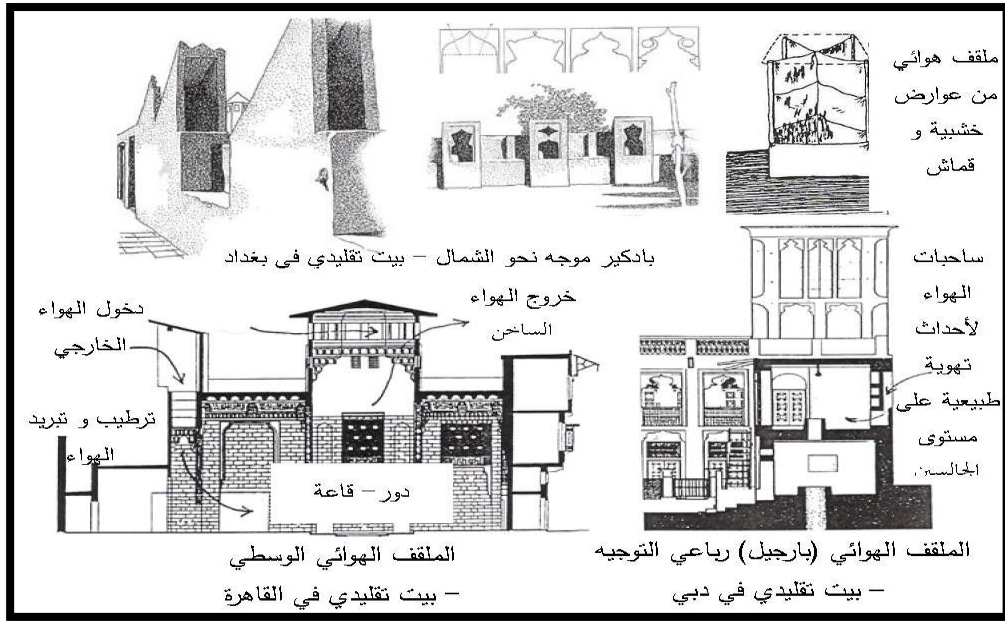 ملقف هوائي
من عوارض
خشبية و
قماش
بادكير موجه نحو الشمال – بيت تقليدي فى بغداد
ساحبات
الهواء
لأحداث
تهوية
طبيعية على
مستوى
الجالسين
خروج الهواء
الساخن
دخول الهواء
الخارجي
ترطيب و تبريد
الهواء
دور – قاعة
الملقف الهوائي (بارجيل) رباعي التوجيه
– بيت تقليدي في دبي
الملقف الهوائي الوسطي
– بيت تقليدي في القاهرة